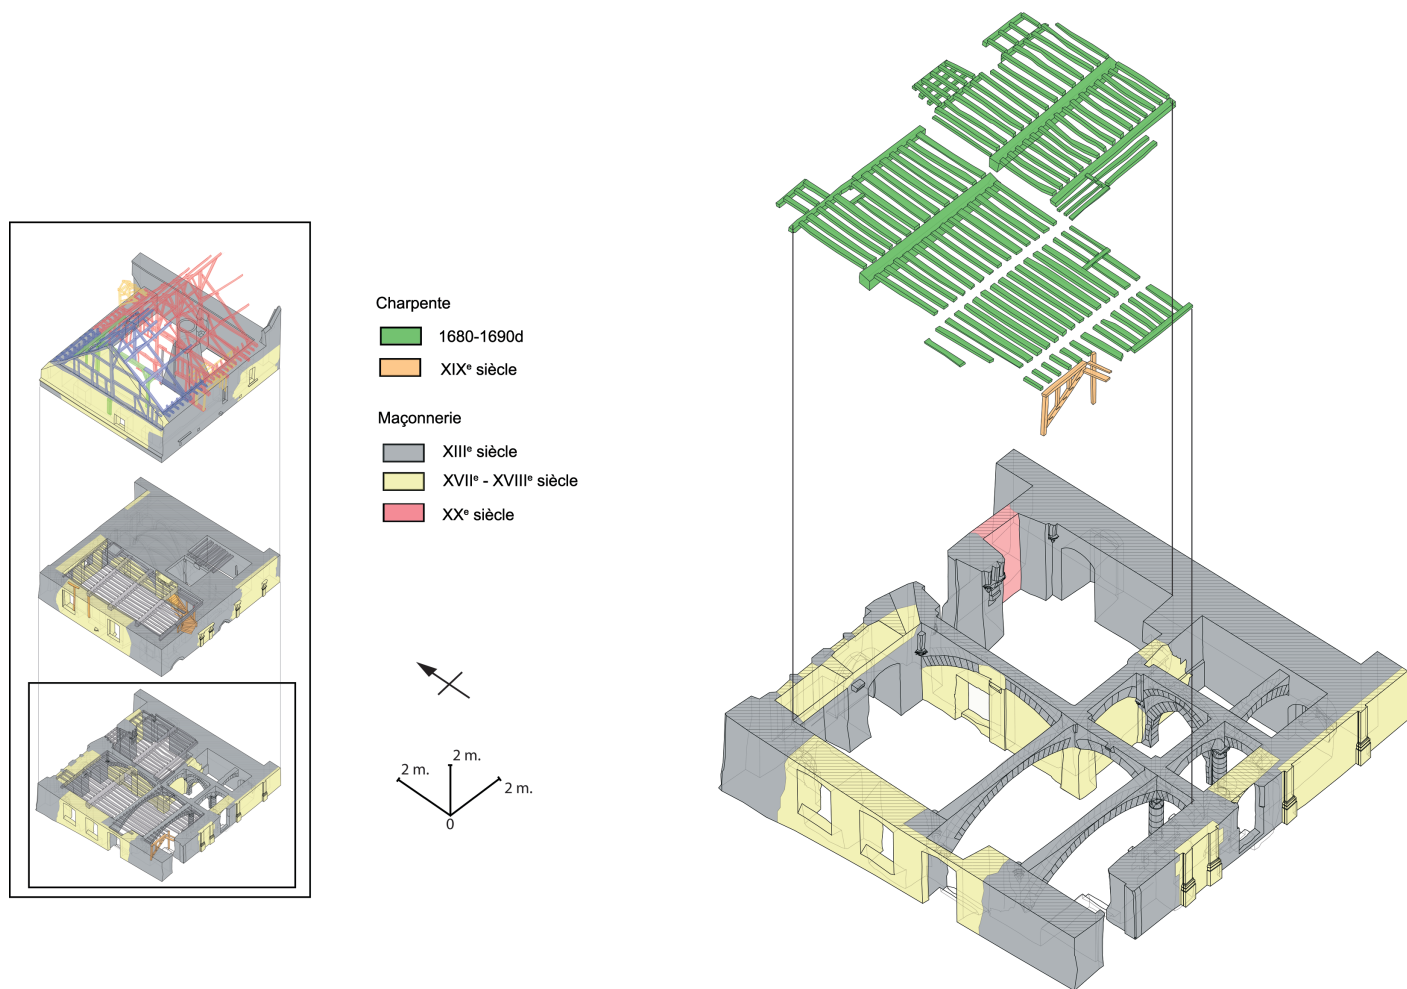 Charpente
1680-1690d
XIXᵉ siècle
Maçonnerie
XIIIᵉ siècle
XVIIᵉ - XVIIIᵉ siècle
XXᵉ siècle
2 m.
2 m.
2 m.
0